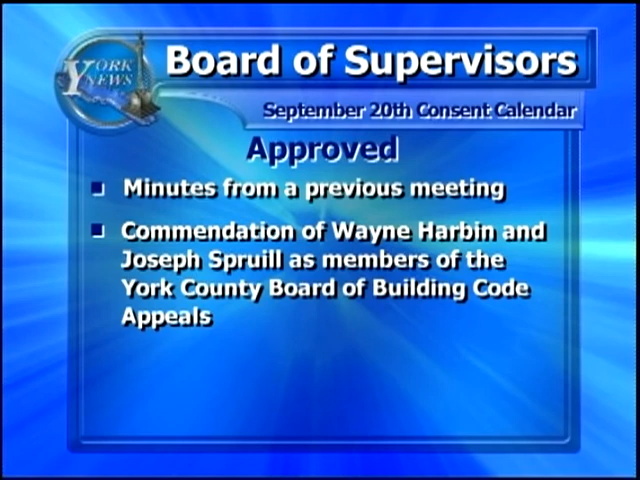 YORK
NEWS
Board of Supervisors
September 20th Consent Calendar
Approved
Minutes from a previous meeting
Commendation of Wayne Harbin and
Joseph Spruill as members of the
York County Board of Building Code
Appeals